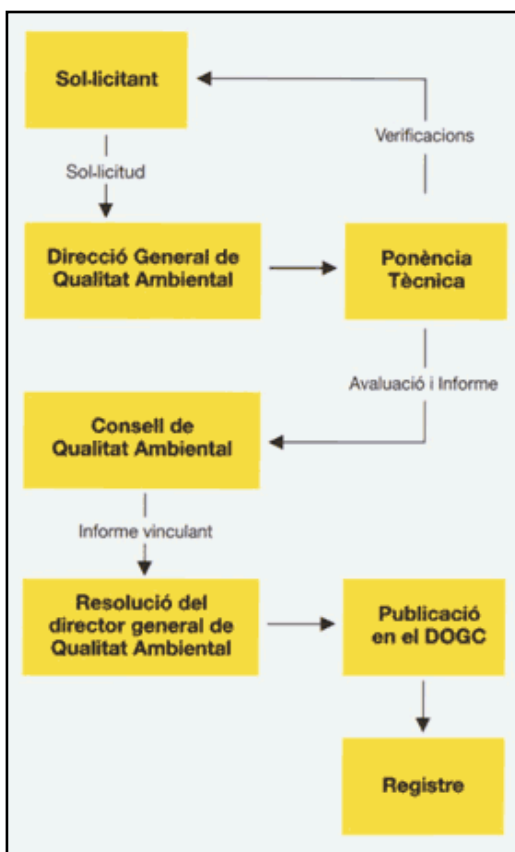 Sol·licitant
Verificacions
Sol·licitud
Direcció General de
Qualitat Ambiental
Ponència
Tècnica
Avaluació i Informe
Consell de
Qualitat Ambiental
Informe vinculant
Resolució del
director general de
Qualitat Ambiental
Publicació
en el DOGC
Registre